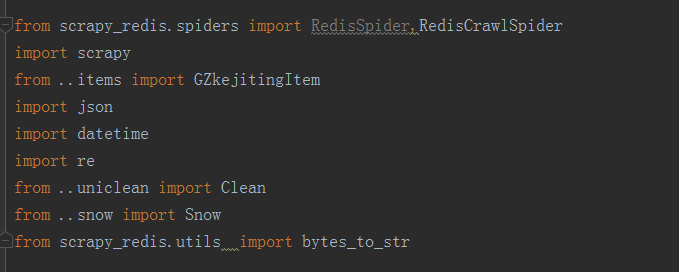 from scrapy_redis.spiders import RedisSpider,RedisCrawlSpider
import scrapy
from ..items import GZkejitingItem
import json
import datetime
import re
from ..uniclean import Clean
from ..snow import Snow
from scrapy_redis.utils  import bytes_to_str